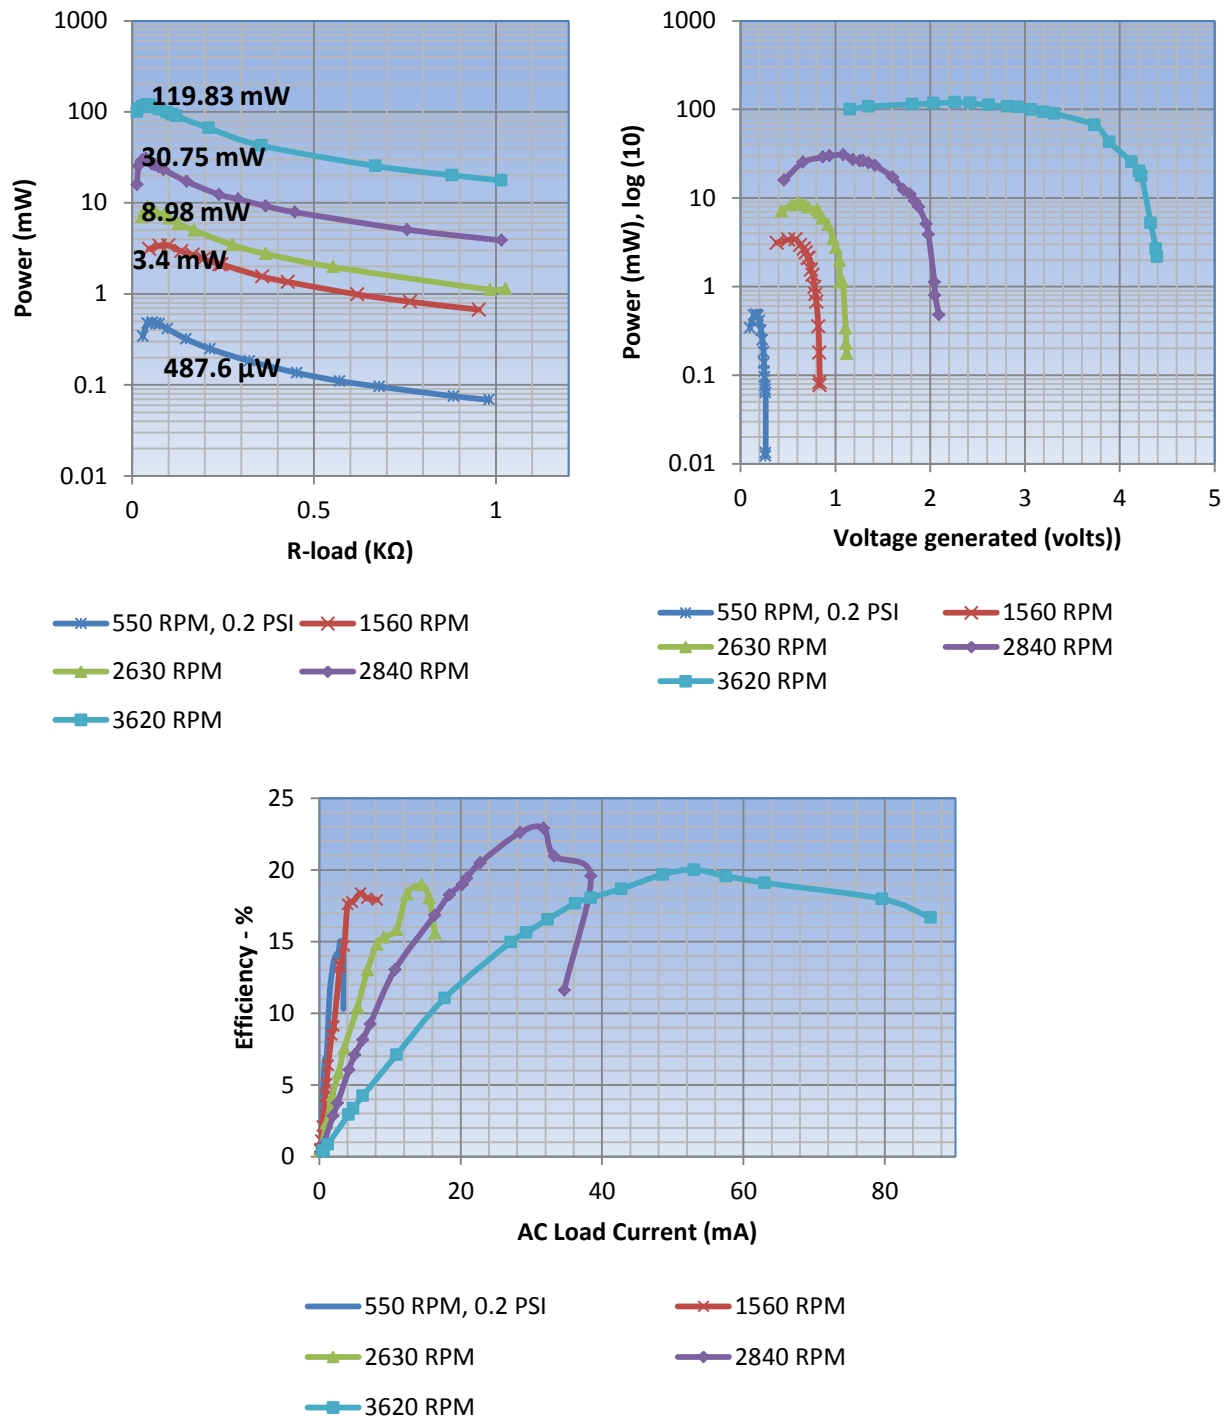 1000
100
10
1
0.1
0.01
Power (mW)
119.83 mW
30.75 mW
8.98 mW
3.4 mW
487.6 µW
0 0.5 1
R-load (KΩ)
550 RPM, 0.2 PSI 1560 RPM
2630 RPM 2840 RPM
3620 RPM
1000
100
10
1
0.1
0.01
Power (mW), log (10)
0 1 2 3 4 5
Voltage generated (volts))
550 RPM, 0.2 PSI 1560 RPM
2630 RPM 2840 RPM
3620 RPM
25
20
15
10
5
0
Efficiency - %
0 20 40 60 80
AC Load Current (mA)
550 RPM, 0.2 PSI 1560 RPM
2630 RPM 2840 RPM
3620 RPM